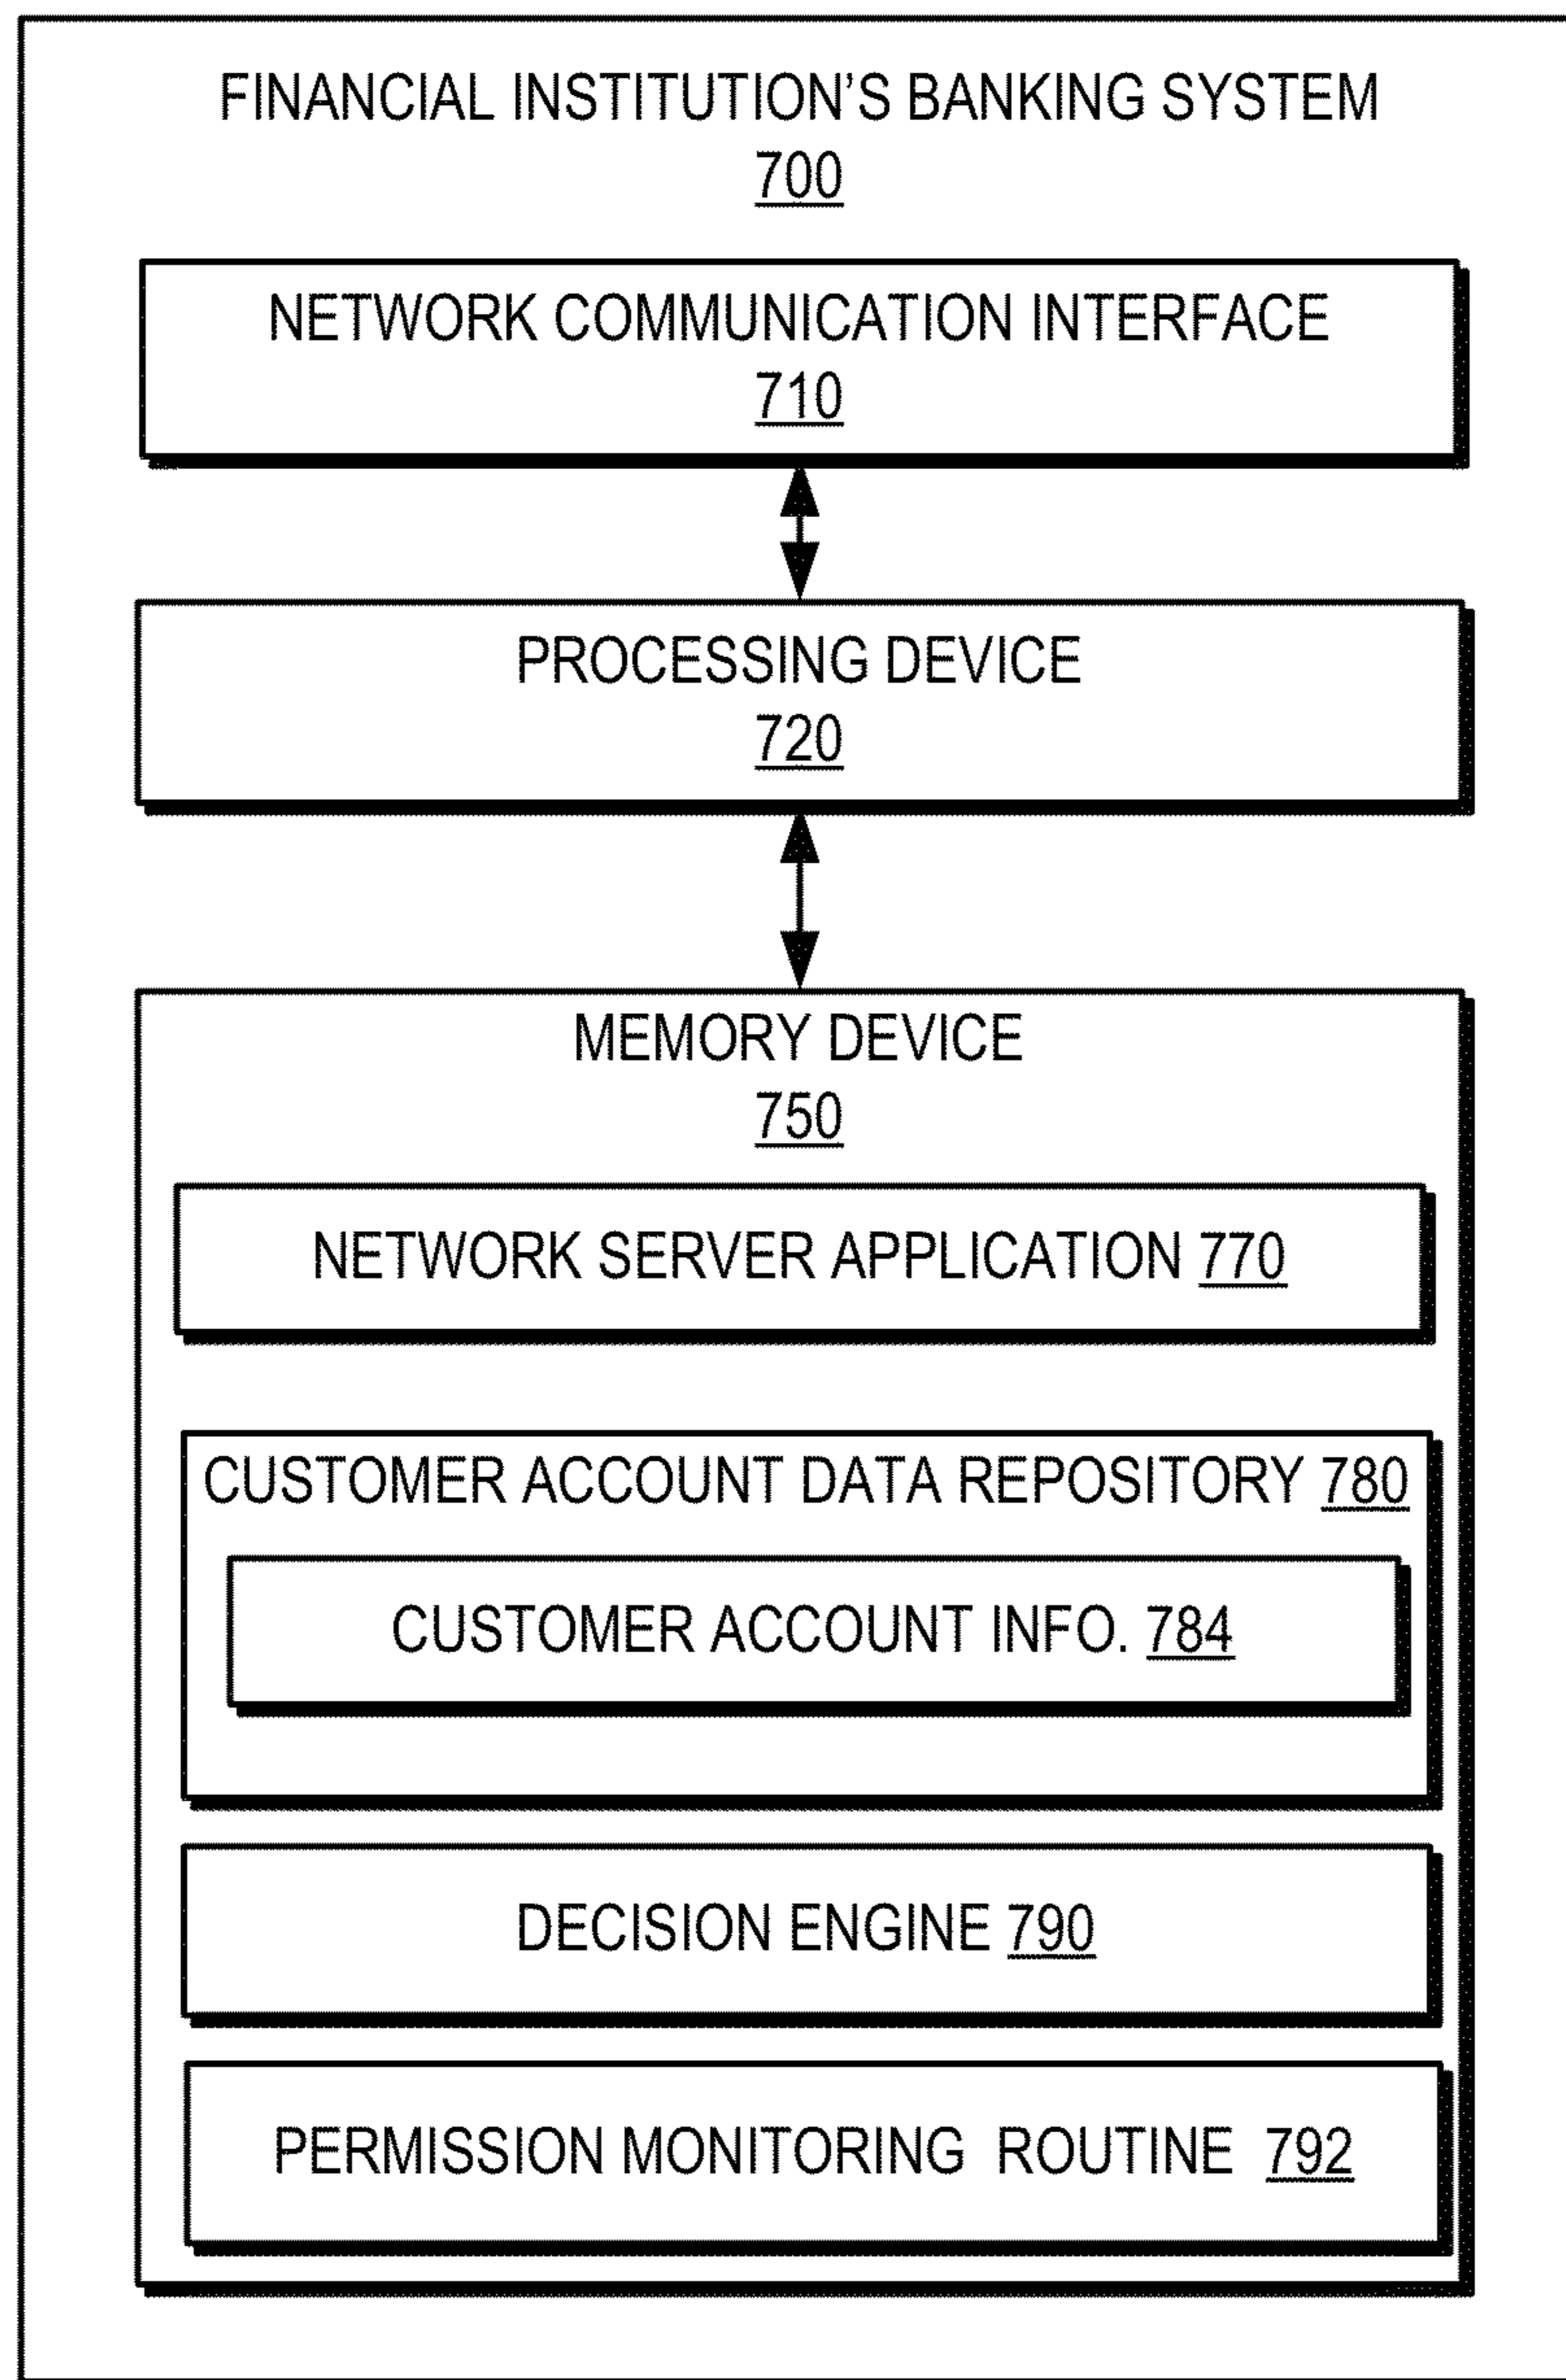 FINANCIAL INSTITUTION'S BANKING SYSTEM
700
NETWORK COMMUNICATION INTERFACE
710
PROCESSING DEVICE
720
MEMORY DEVICE
750
NETWORK SERVER APPLICATION 770
CUSTOMER ACCOUNT DATA REPOSITORY 780
CUSTOMER ACCOUNT INFO. 784
DECISION ENGINE 790
PERMISSION MONITORING ROUTINE 792